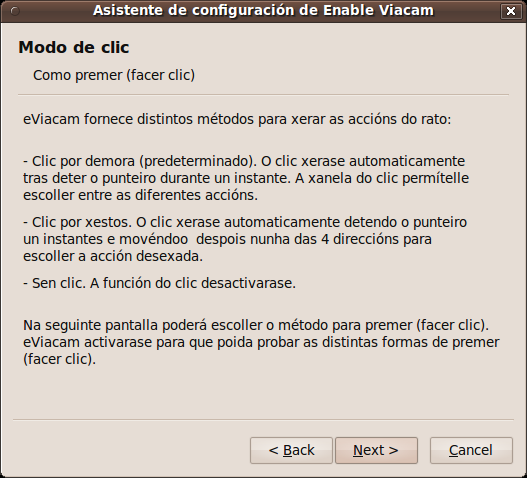 Asistente de configuración de Enable Viacam
Modo de clic
Como premer (facer clic)
eViacam fornece distintos métodos para xerar as accións do rato:
- Clic por demora (predeterminado). O clic xerase automaticamente
tras deter o punteiro durante un instante. A xanela do clic permítelle
escoller entre as diferentes accións.
- Clic por xestos. O clic xerase automaticamente detendo o punteiro
un instantes e movéndoo  despois nunha das 4 direccións para
escoller a acción desexada.
- Sen clic. A función do clic desactivarase.
Na seguinte pantalla poderá escoller o método para premer (facer clic).
eViacam activarase para que poida probar as distintas formas de premer
(facer clic).
< Back Next > Cancel